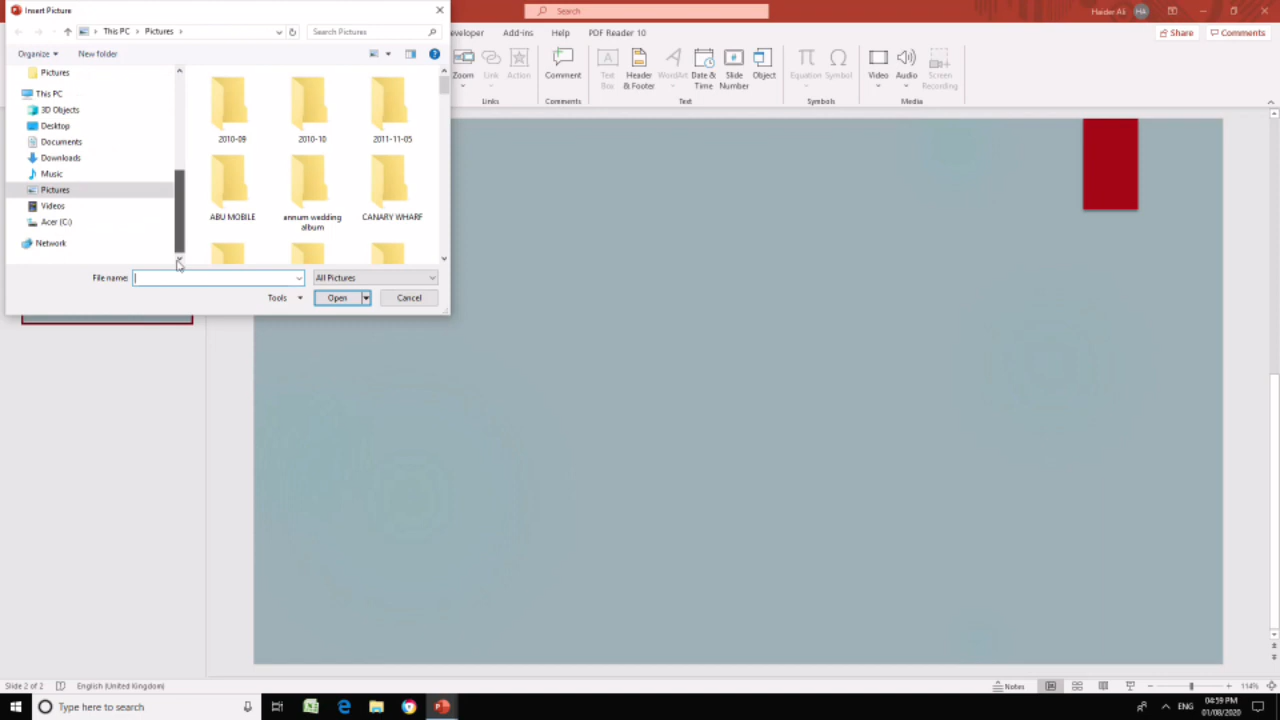 Insert Picture
Search
Haider Ali HA
This PC Pictures
Search Pictures
eveloper Add-ins Help PDF Reader 10
Share Comments
Organize New folder
Pictures
This PC
3D Objects
Desktop
Documents
Downloads
Music
Pictures
Videos
Acer (C:)
Network
2010-09 2010-10 2011-11-05
ABU MOBILE annum wedding album CANARY WHARF
File name:
All Pictures
Tools Open Cancel
Zoom Link Action Comment Text Box Header & Footer WordArt Date & Time Slide Number Object Equation Symbol Video Audio Screen Recording
Links Comments Text Symbols Media
Slide 2 of 2 English (United Kingdom)
Notes 114%
Type here to search
ENG
04:59 PM
01/08/2020